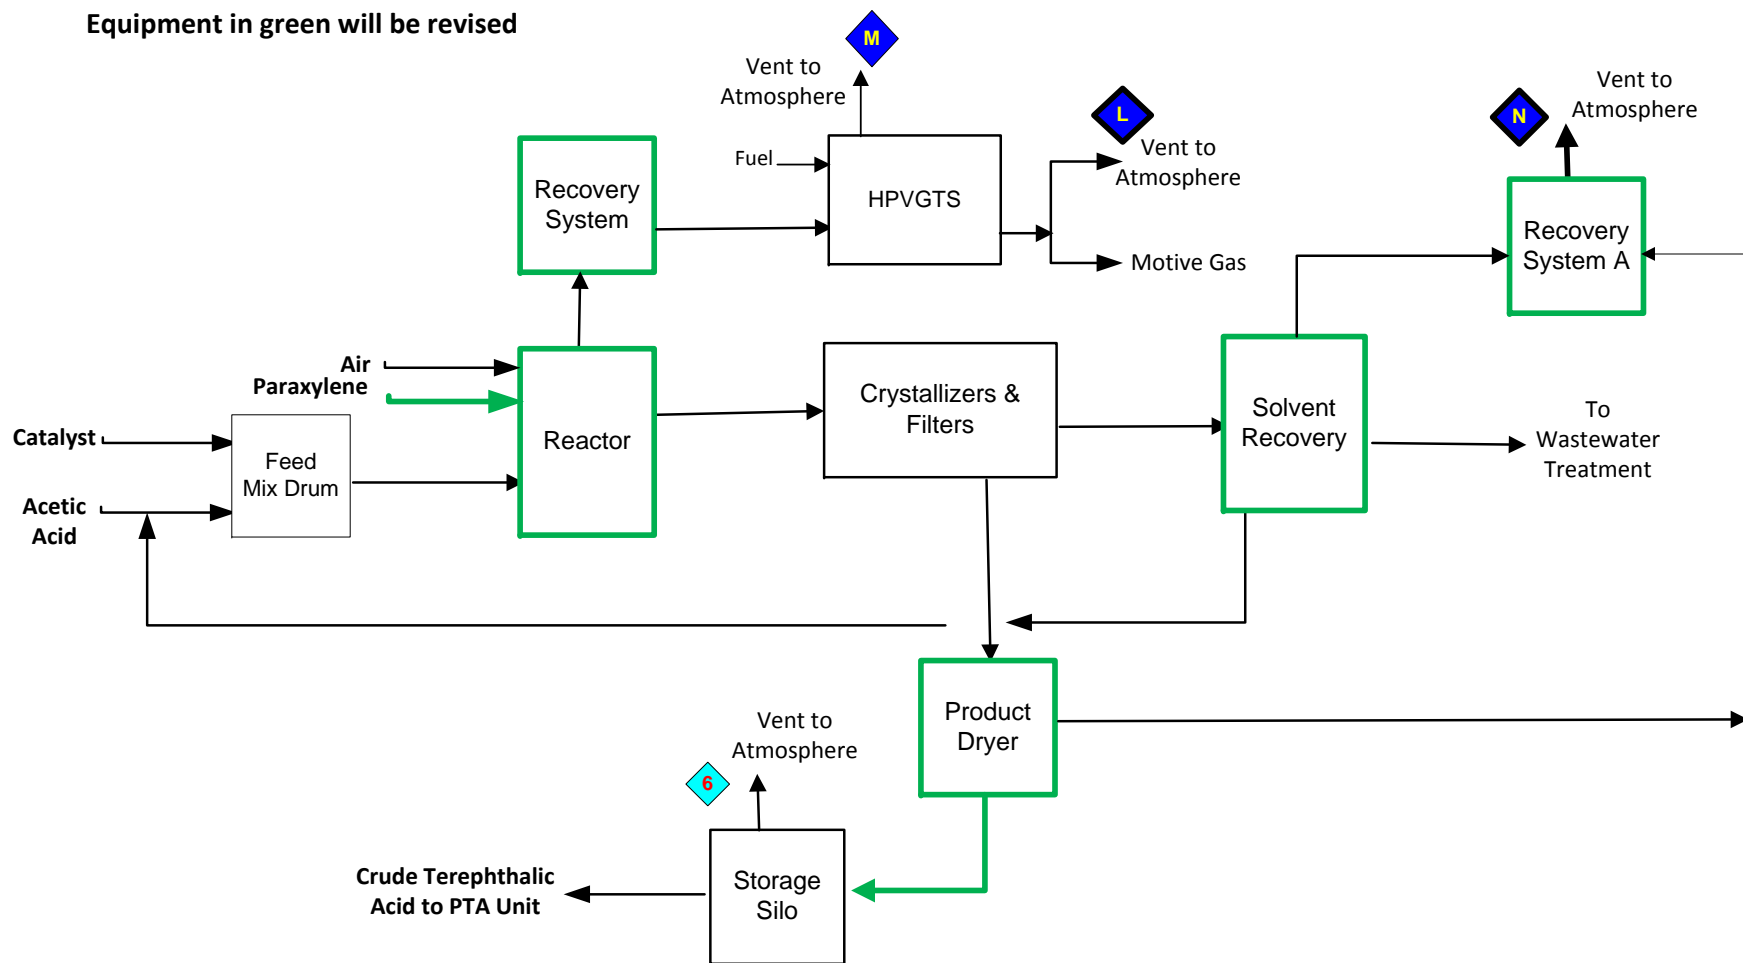 Equipment in green will be revised
M
Vent to
Atmosphere
L
Vent to
Atmosphere
N
Vent to
Atmosphere
Fuel
Recovery
System
HPVGTS
Motive Gas
Recovery
System A
Air
Paraxylene
Catalyst
Acetic
Acid
Feed
Mix Drum
Reactor
Crystallizers &
Filters
Solvent
Recovery
To
Wastewater
Treatment
Product
Dryer
Vent to
Atmosphere
6
Storage
Silo
Crude Terephthalic
Acid to PTA Unit